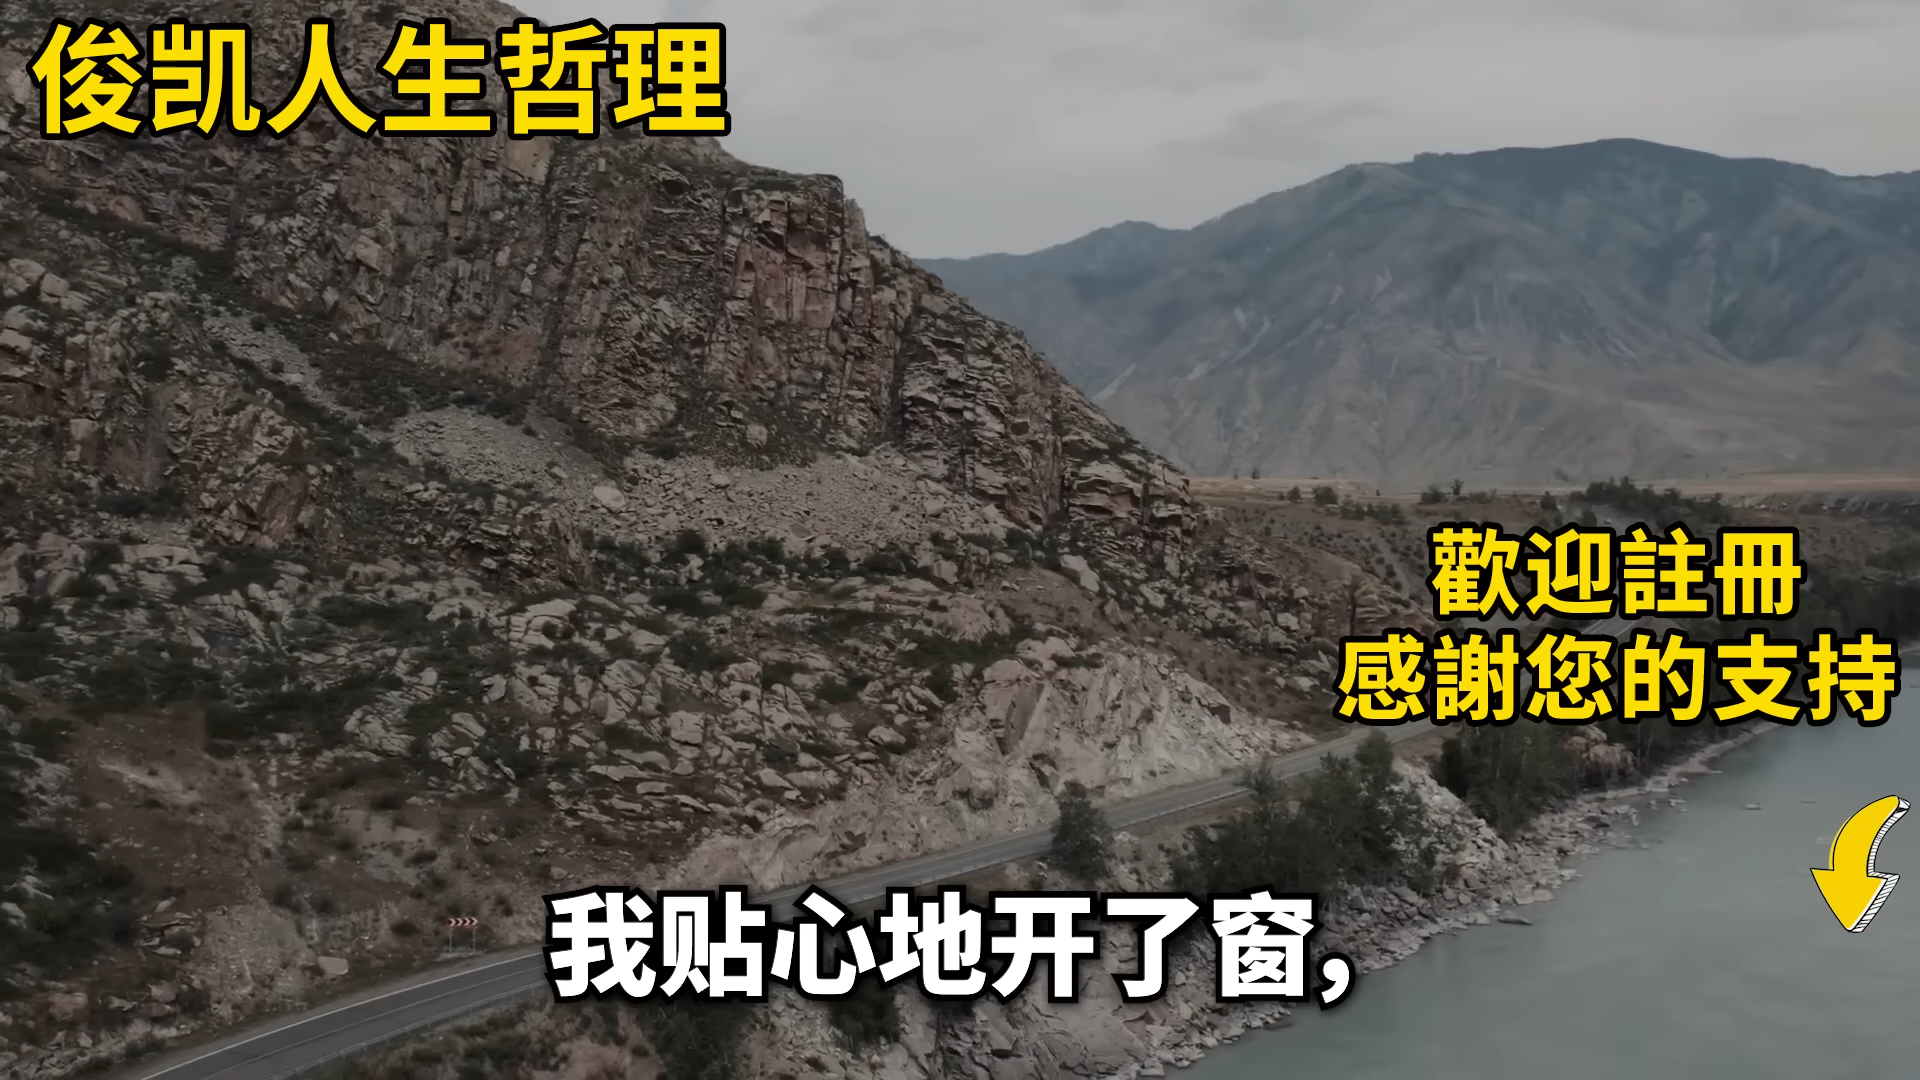 俊凯人生哲理
歡迎註冊
感謝您的支持
我贴心地开了窗,